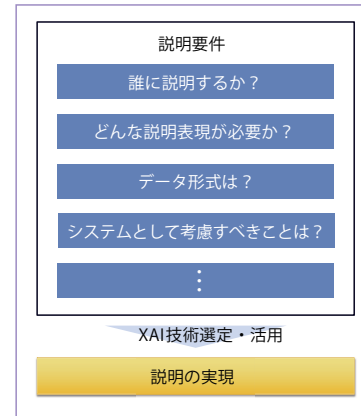 説明要件
誰に説明するか？
どんな説明表現が必要か？
データ形式は？
システムとして考慮すべきことは？
⋮
XAI技術選定・活用
説明の実現